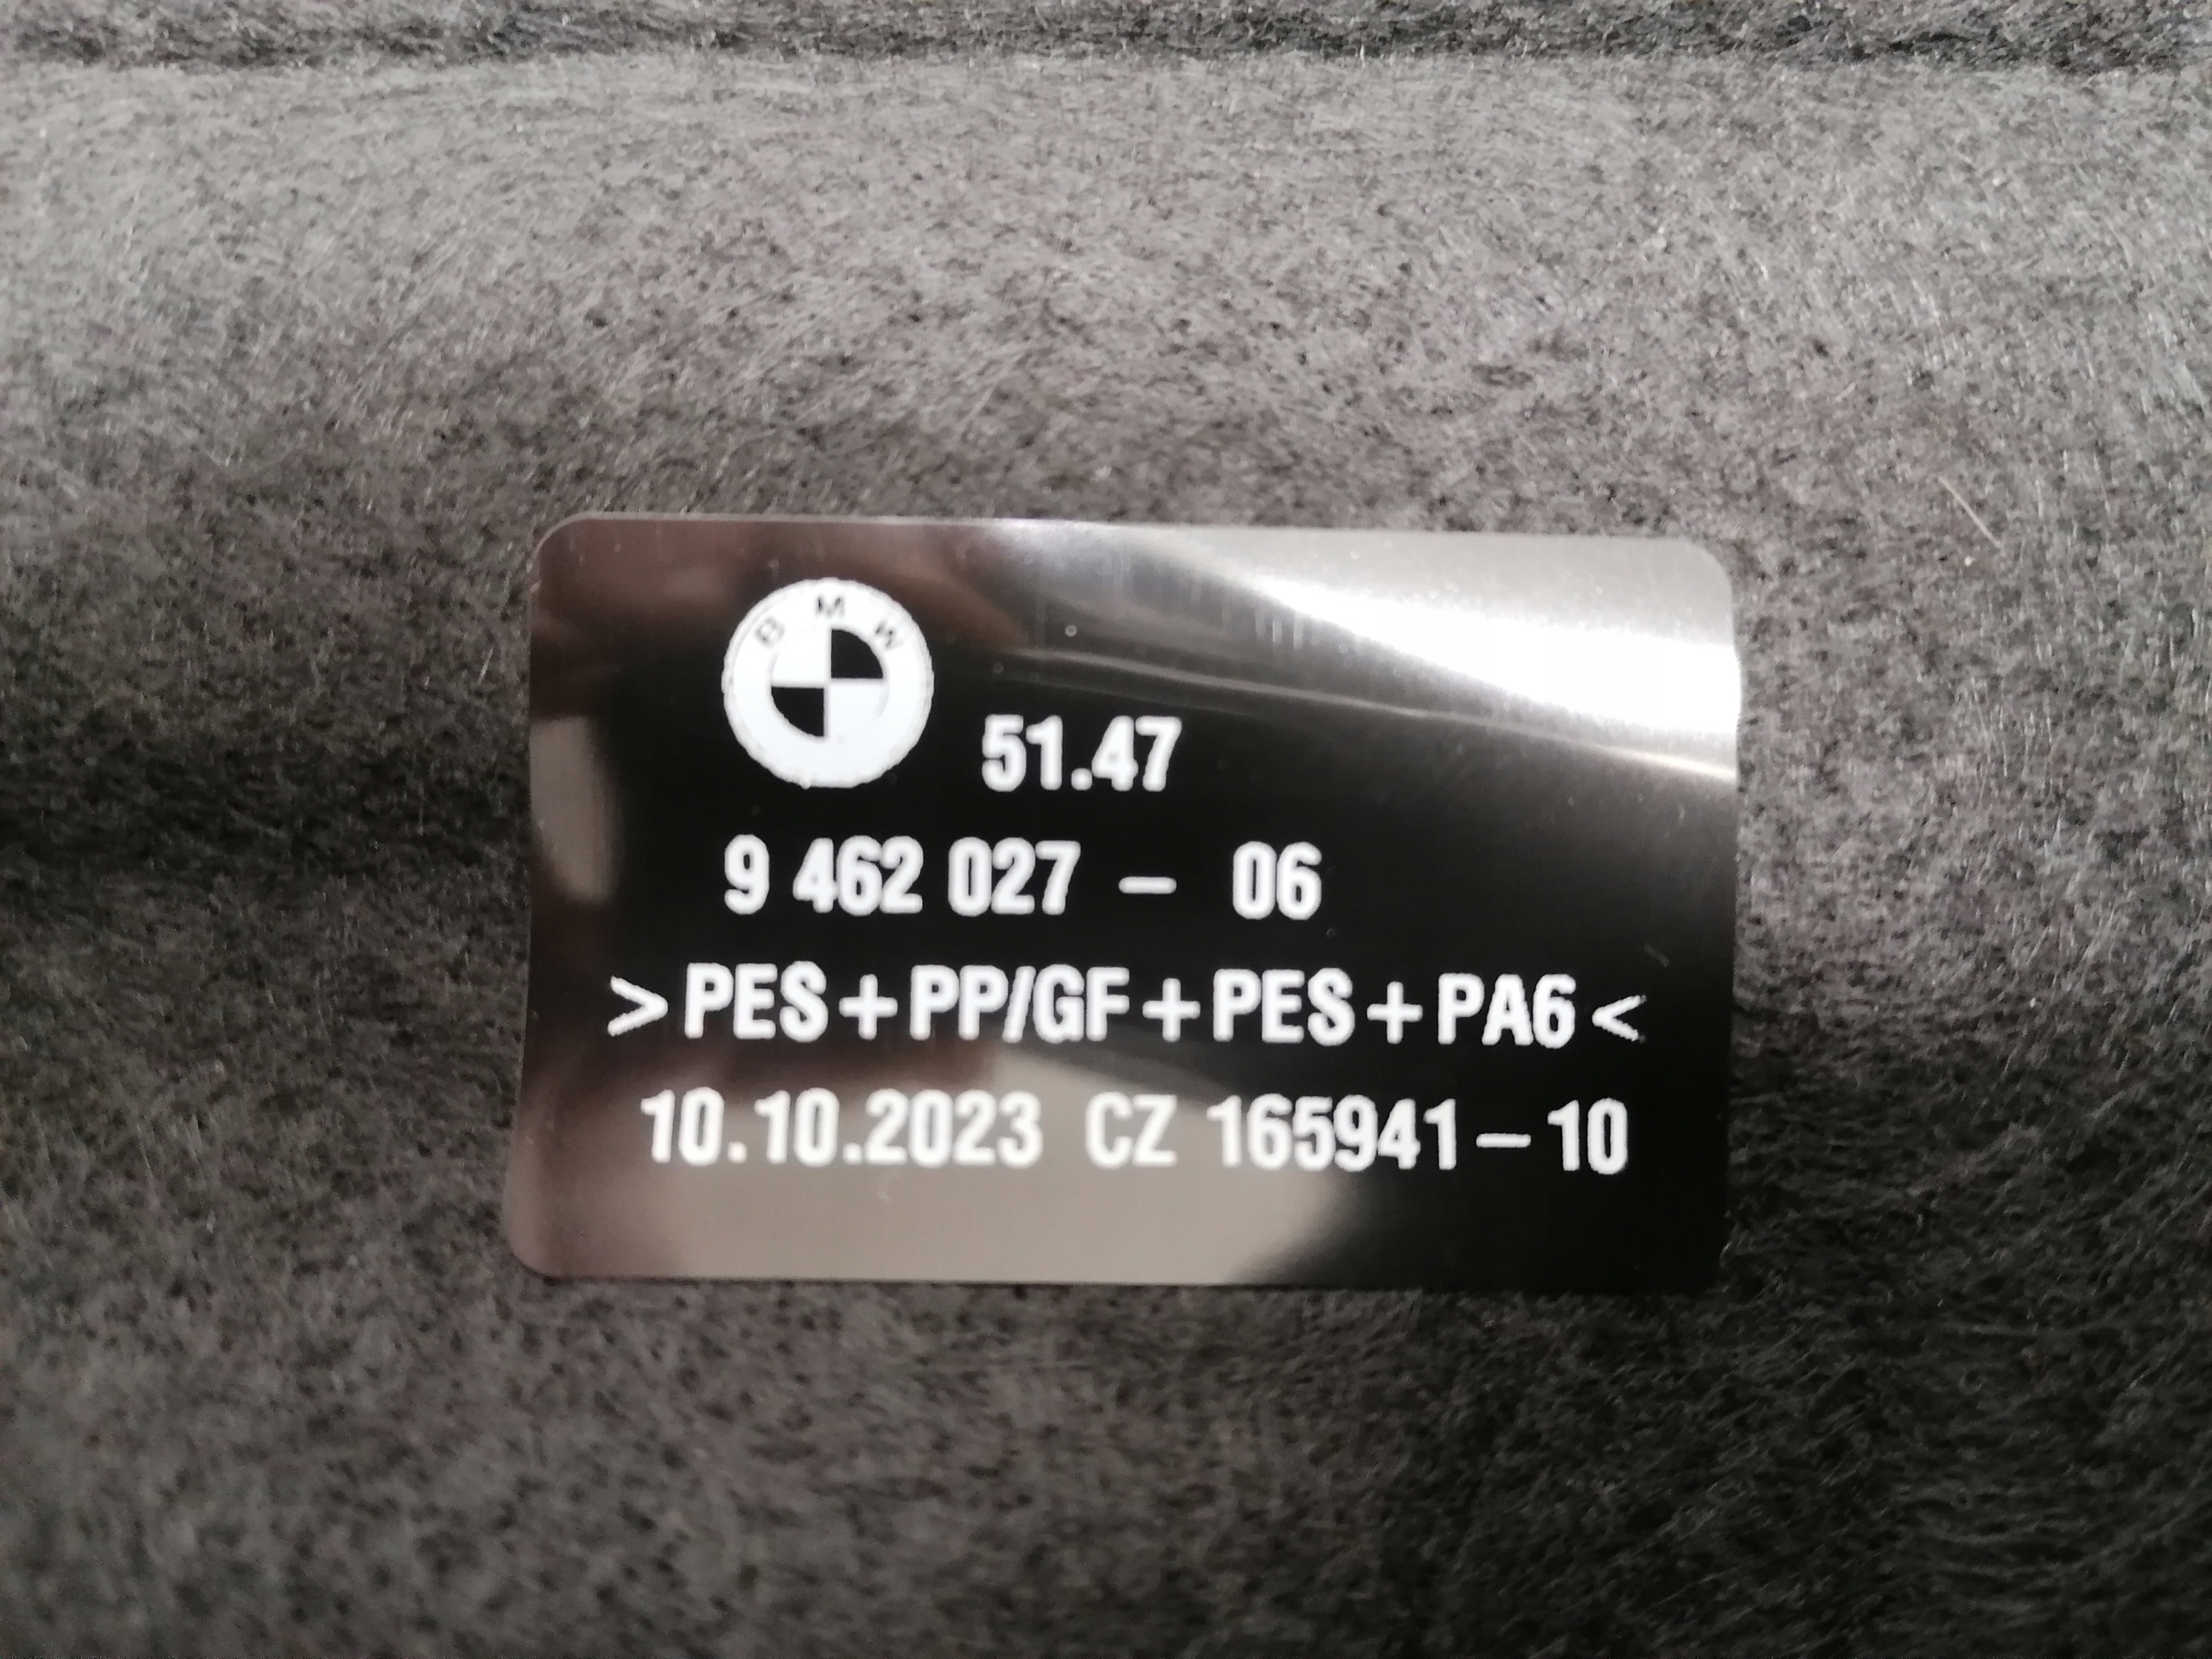 BMW
51.47
9 462 027 – 06
>PES+PP/GF+PES+PA6<
10.10.2023 CZ 165941–10